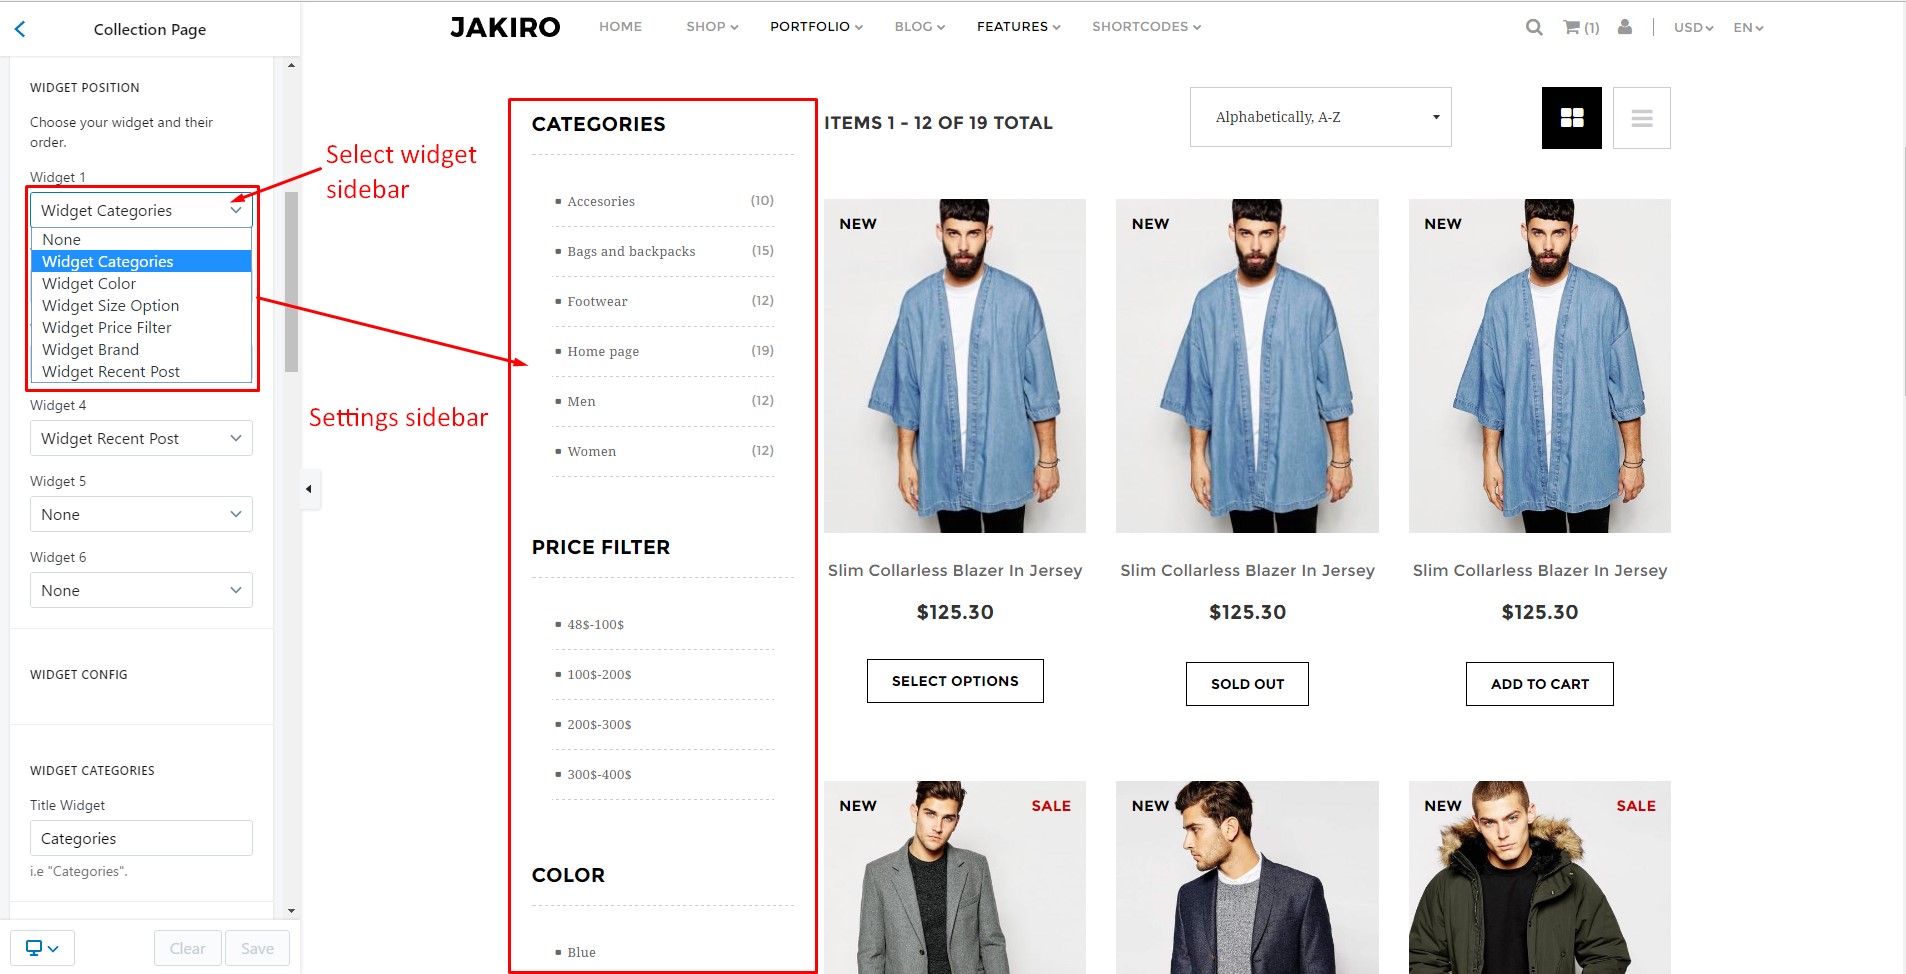 Collection Page
WIDGET POSITION
Choose your widget and their
order.
Widget 1
Widget Categories
None
Widget Categories
Widget Color
Widget Size Option
Widget Price Filter
Widget Brand
Widget Recent Post
Widget 4
Widget Recent Post
Widget 5
None
Widget 6
None
WIDGET CONFIG
WIDGET CATEGORIES
Title Widget
Categories
i.e "Categories".
Clear
Save
Select widget
sidebar
Settings sidebar
JAKIRO
HOME
SHOP
PORTFOLIO
BLOG
FEATURES
SHORTCODES
(1)
USD
EN
CATEGORIES
Accesories (10)
Bags and backpacks (15)
Footwear (12)
Home page (19)
Men (12)
Women (12)
PRICE FILTER
48$-100$
100$-200$
200$-300$
300$-400$
COLOR
Blue
ITEMS 1 - 12 OF 19 TOTAL
Alphabetically, A-Z
NEW
Slim Collarless Blazer In Jersey
$125.30
SELECT OPTIONS
NEW
Slim Collarless Blazer In Jersey
$125.30
SOLD OUT
NEW
Slim Collarless Blazer In Jersey
$125.30
ADD TO CART
NEW SALE
NEW
NEW SALE